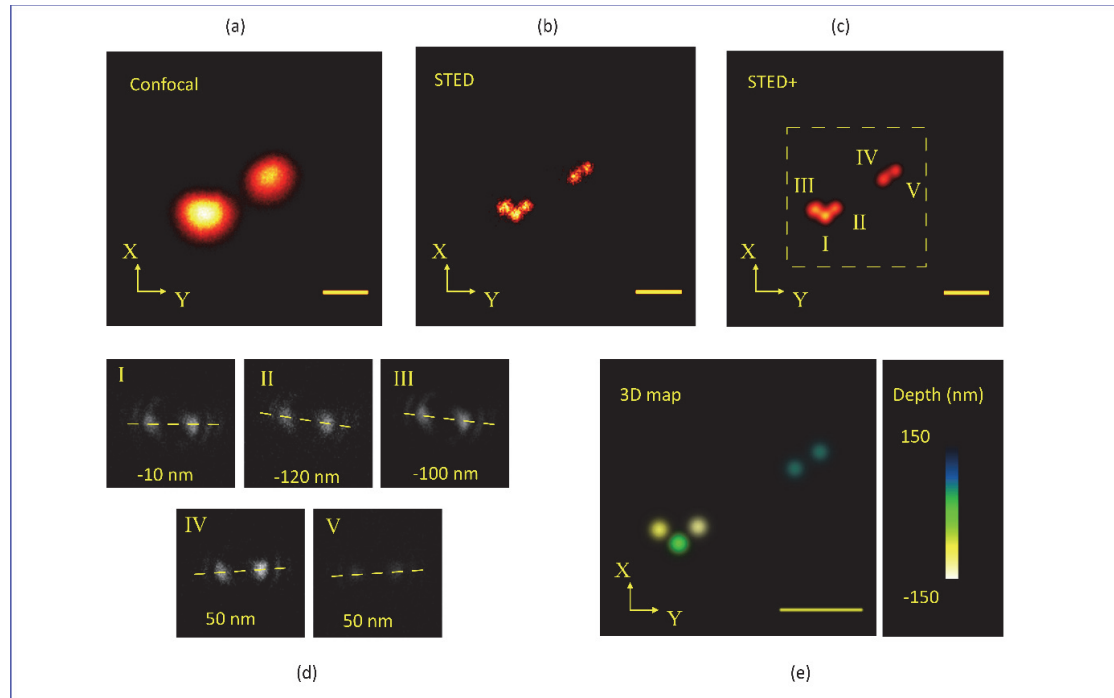 (a)
(b)
(c)
Confocal
STED
STED+
IV
III
V
II
I
X
Y
X
Y
X
Y
I
II
III
-10 nm
-120 nm
-100 nm
3D map
Depth (nm)
150
IV
V
50 nm
50 nm
X
Y
-150
(d)
(e)